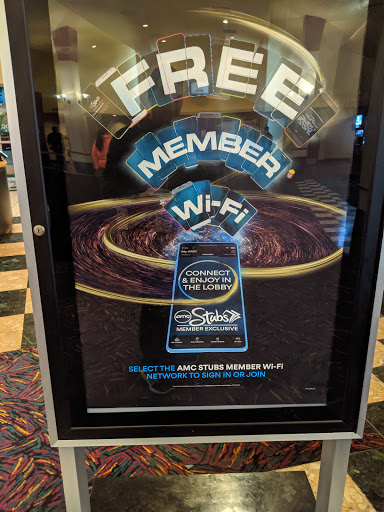 FREE
MEMBER
Wi-Fi
CONNECT
& ENJOY IN
THE LOBBY
amc
Stubs
MEMBER EXCLUSIVE
SELECT THE AMC STUBS MEMBER Wi-Fi
NETWORK TO SIGN IN OR JOIN